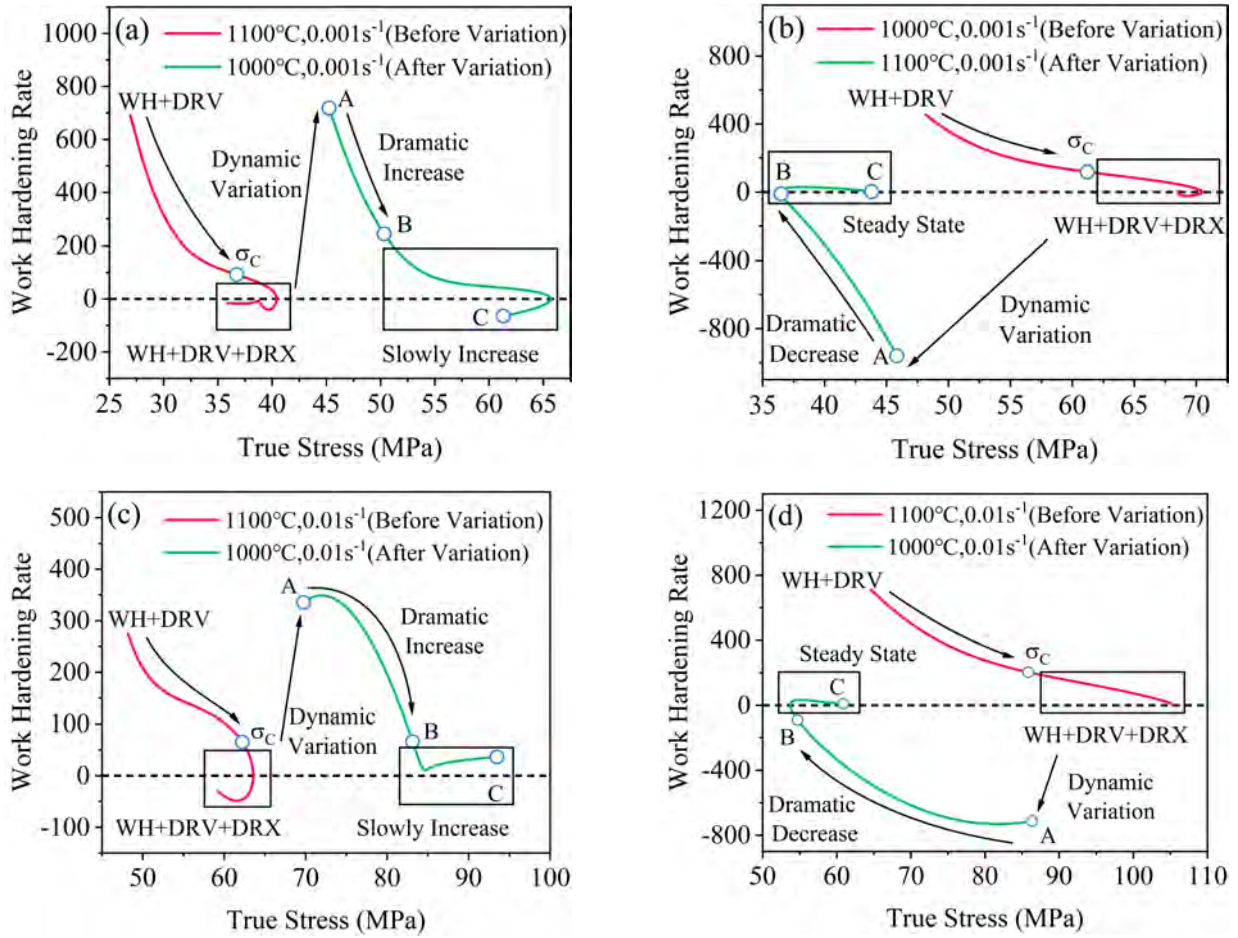 (a)
1100°C,0.001s⁻¹(Before Variation)
1000°C,0.001s⁻¹(After Variation)
WH+DRV
A
Dynamic
Variation
Dramatic
Increase
B
σC
C
WH+DRV+DRX
Slowly Increase
Work Hardening Rate
1000
800
600
400
200
0
-200
25 30 35 40 45 50 55 60 65
True Stress (MPa)
(b)
1000°C,0.001s⁻¹(Before Variation)
1100°C,0.001s⁻¹(After Variation)
WH+DRV
σC
B
C
Steady State
WH+DRV+DRX
Dynamic
Variation
Dramatic
Decrease
A
Work Hardening Rate
800
400
0
-400
-800
35 40 45 50 55 60 65 70
True Stress (MPa)
(c)
1100°C,0.01s⁻¹(Before Variation)
1000°C,0.01s⁻¹(After Variation)
A
WH+DRV
Dramatic
Increase
σC
Dynamic
Variation
B
C
WH+DRV+DRX
Slowly Increase
Work Hardening Rate
500
400
300
200
100
0
-100
50 60 70 80 90 100
True Stress (MPa)
(d)
1100°C,0.01s⁻¹(Before Variation)
1000°C,0.01s⁻¹(After Variation)
WH+DRV
Steady State
σC
C
B
WH+DRV+DRX
Dynamic
Variation
Dramatic
Decrease
A
Work Hardening Rate
1200
800
400
0
-400
-800
50 60 70 80 90 100 110
True Stress (MPa)